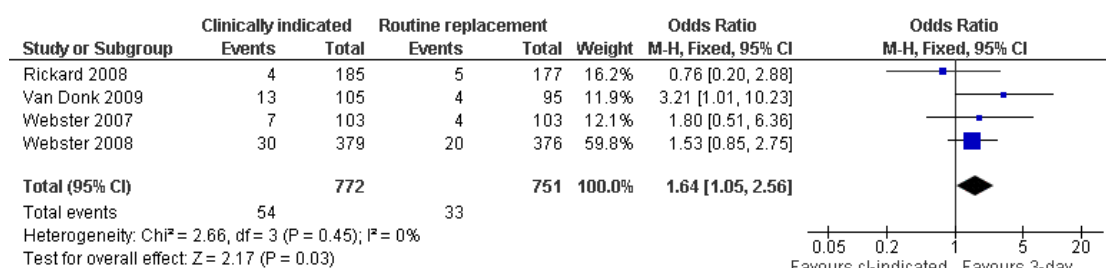 Clinically indicated Routine replacement Odds Ratio Odds Ratio
Study or Subgroup Events Total Events Total Weight M-H, Fixed, 95% CI M-H, Fixed, 95% CI
Rickard 2008 4 185 5 177 16.2% 0.76 [0.20, 2.88]
Van Donk 2009 13 105 4 95 11.9% 3.21 [1.01, 10.23]
Webster 2007 7 103 4 103 12.1% 1.80 [0.51, 6.36]
Webster 2008 30 379 20 376 59.8% 1.53 [0.85, 2.75]
Total (95% CI) 772 751 100.0% 1.64 [1.05, 2.56]
Total events 54 33
Heterogeneity: Chi² = 2.66, df = 3 (P = 0.45); I² = 0%
Test for overall effect: Z = 2.17 (P = 0.03)
0.05 0.2 1 5 20
Favours cl-indicated Favours 3-day